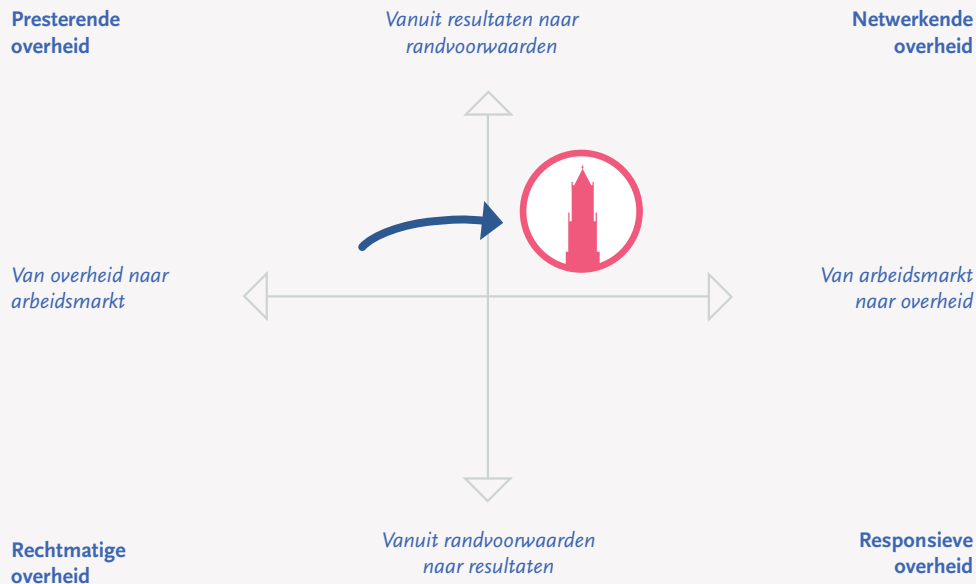 Presterende
overheid
Vanuit resultaten naar
randvoorwaarden
Netwerkende
overheid
Van overheid naar
arbeidsmarkt
Van arbeidsmarkt
naar overheid
Rechtmatige
overheid
Vanuit randvoorwaarden
naar resultaten
Responsieve
overheid